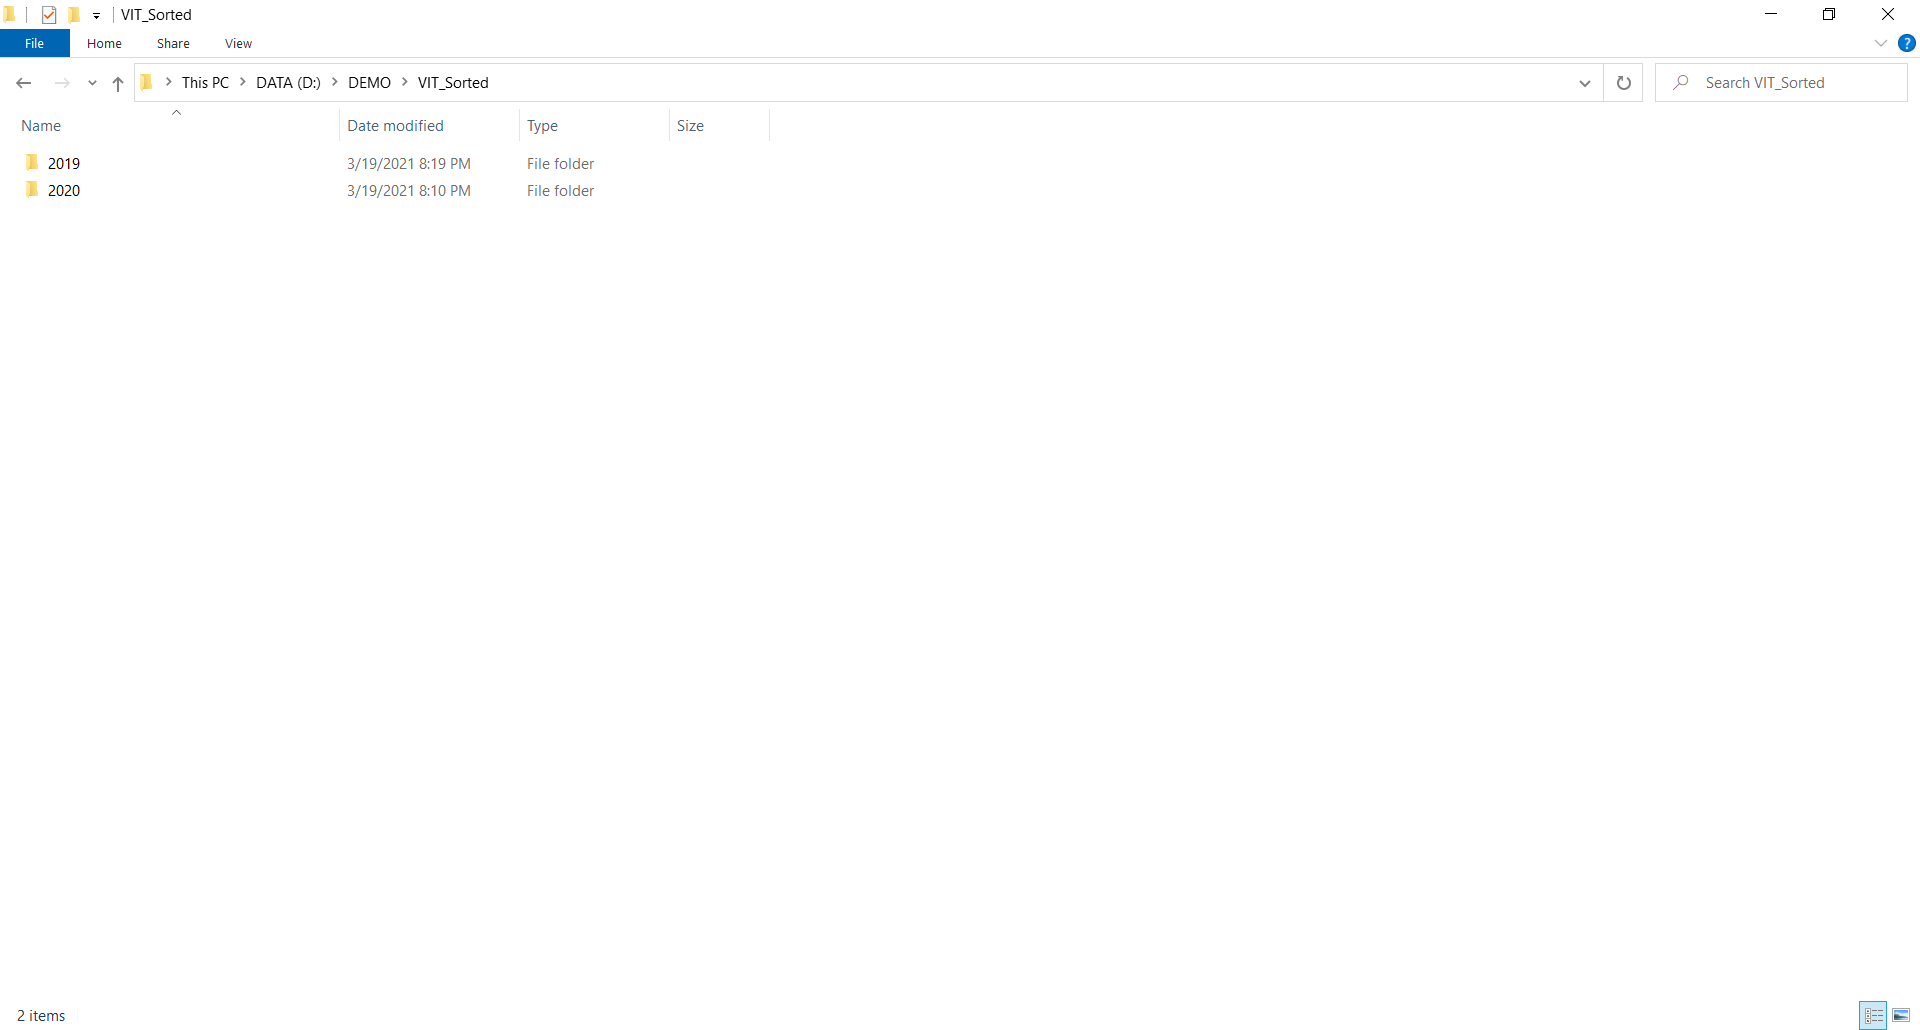 VIT_Sorted
File Home Share View ?
This PC DATA (D:) DEMO VIT_Sorted Search VIT_Sorted
Name Date modified Type Size
2019 3/19/2021 8:19 PM File folder
2020 3/19/2021 8:10 PM File folder
2 items